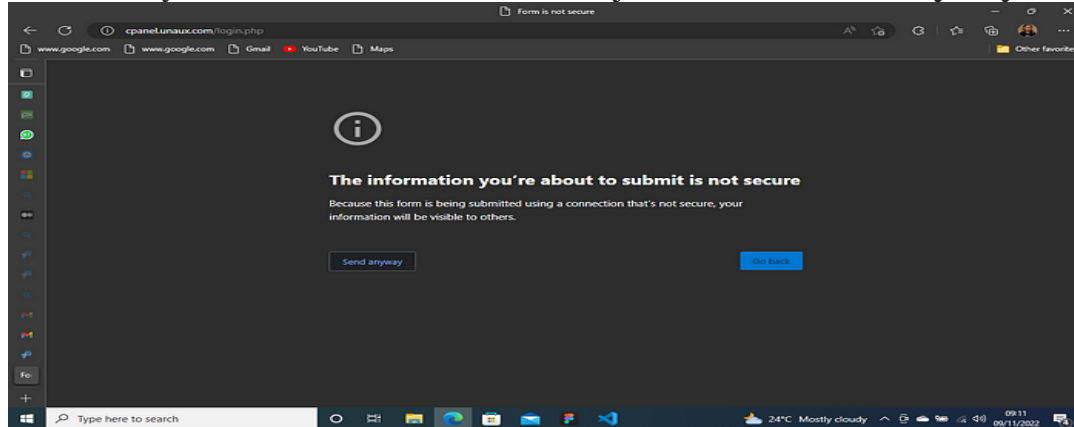 Form is not secure
cpanel.unaux.com/login.php
www.google.com www.google.com Gmail YouTube Maps Other favorite
The information you're about to submit is not secure
Because this form is being submitted using a connection that's not secure, your
information will be visible to others.
Send anyway Go back
Fo
Type here to search 24°C Mostly cloudy 09:11
09/11/2022